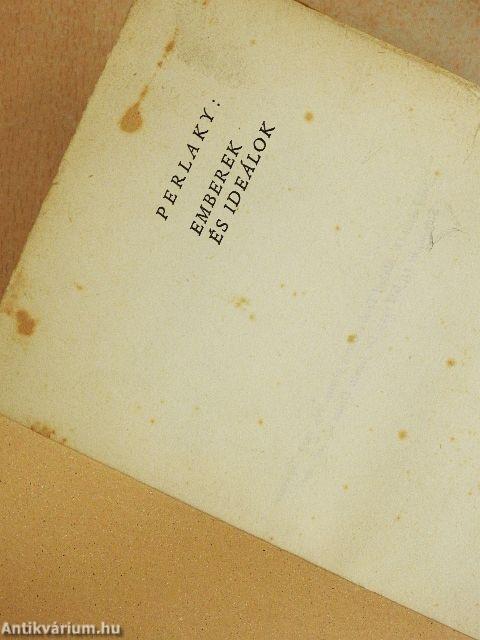 PERLAKY:
EMBEREK
ÉS IDEÁLOK
Antikvárium.hu